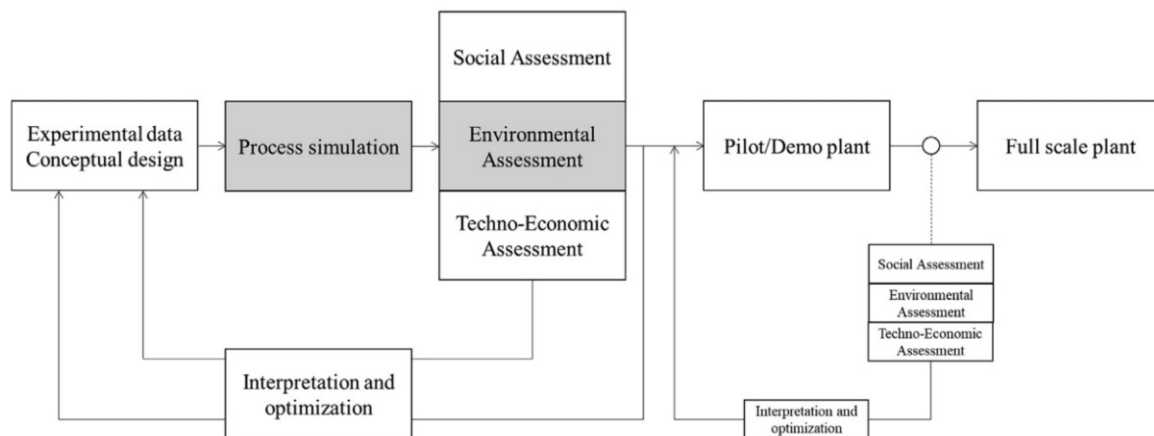 Social Assessment
Experimental data
Conceptual design
Process simulation
Environmental
Assessment
Pilot/Demo plant
Full scale plant
Techno-Economic
Assessment
Social Assessment
Environmental
Assessment
Techno-Economic
Assessment
Interpretation and
optimization
Interpretation and
optimization